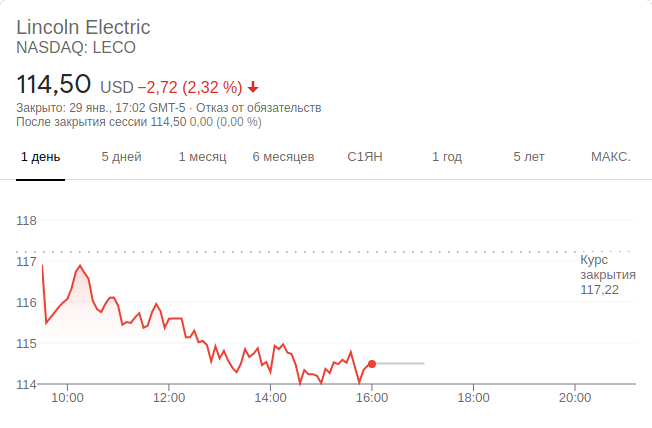 Lincoln Electric
NASDAQ: LECO
114,50 USD −2,72 (2,32 %)
Закрыто: 29 янв., 17:02 GMT-5 · Отказ от обязательств
После закрытия сессии 114,50 0,00 (0,00 %)
1 день 5 дней 1 месяц 6 месяцев С1ЯН 1 год 5 лет МАКС.
118
117
116
115
114
Курс
закрытия
117,22
10:00 12:00 14:00 16:00 18:00 20:00